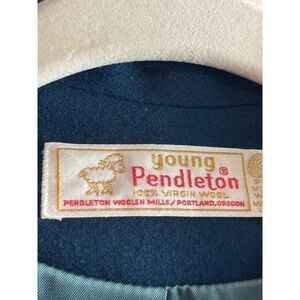 young
Pendleton®
100% VIRGIN WOOL
PENDLETON WOOLEN MILLS / PORTLAND, OREGON